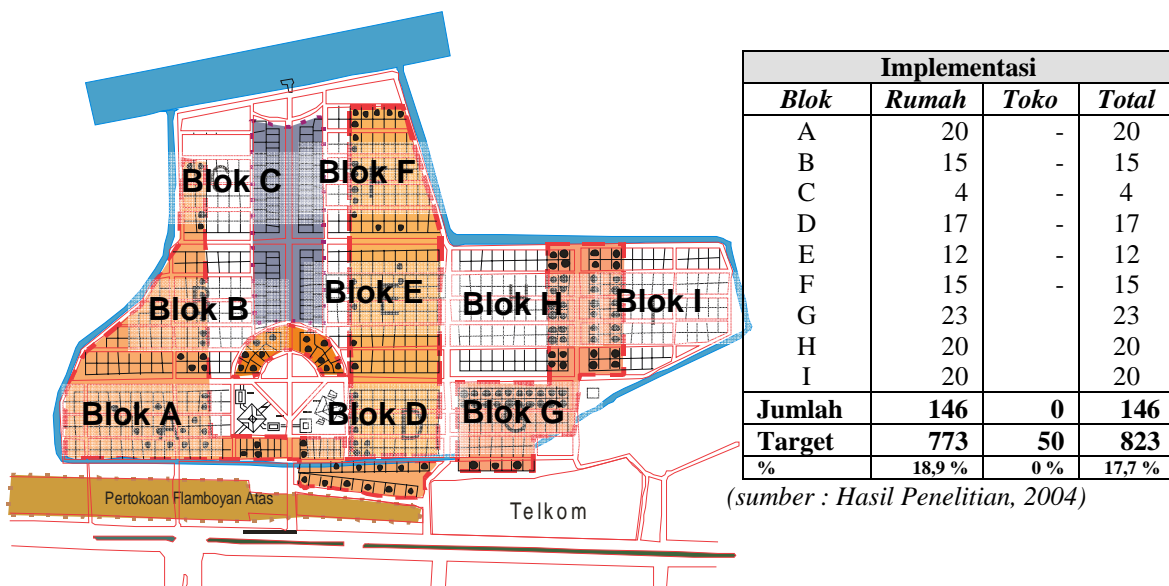 Blok C
Blok F
Blok B
Blok E
Blok H
Blok I
Blok A
Blok D
Blok G
Pertokoan Flamboyan Atas
Telkom
Implementasi
Blok Rumah Toko Total
A 20 - 20
B 15 - 15
C 4 - 4
D 17 - 17
E 12 - 12
F 15 - 15
G 23 23
H 20 20
I 20 20
Jumlah 146 0 146
Target 773 50 823
% 18,9 % 0 % 17,7 %
(sumber : Hasil Penelitian, 2004)